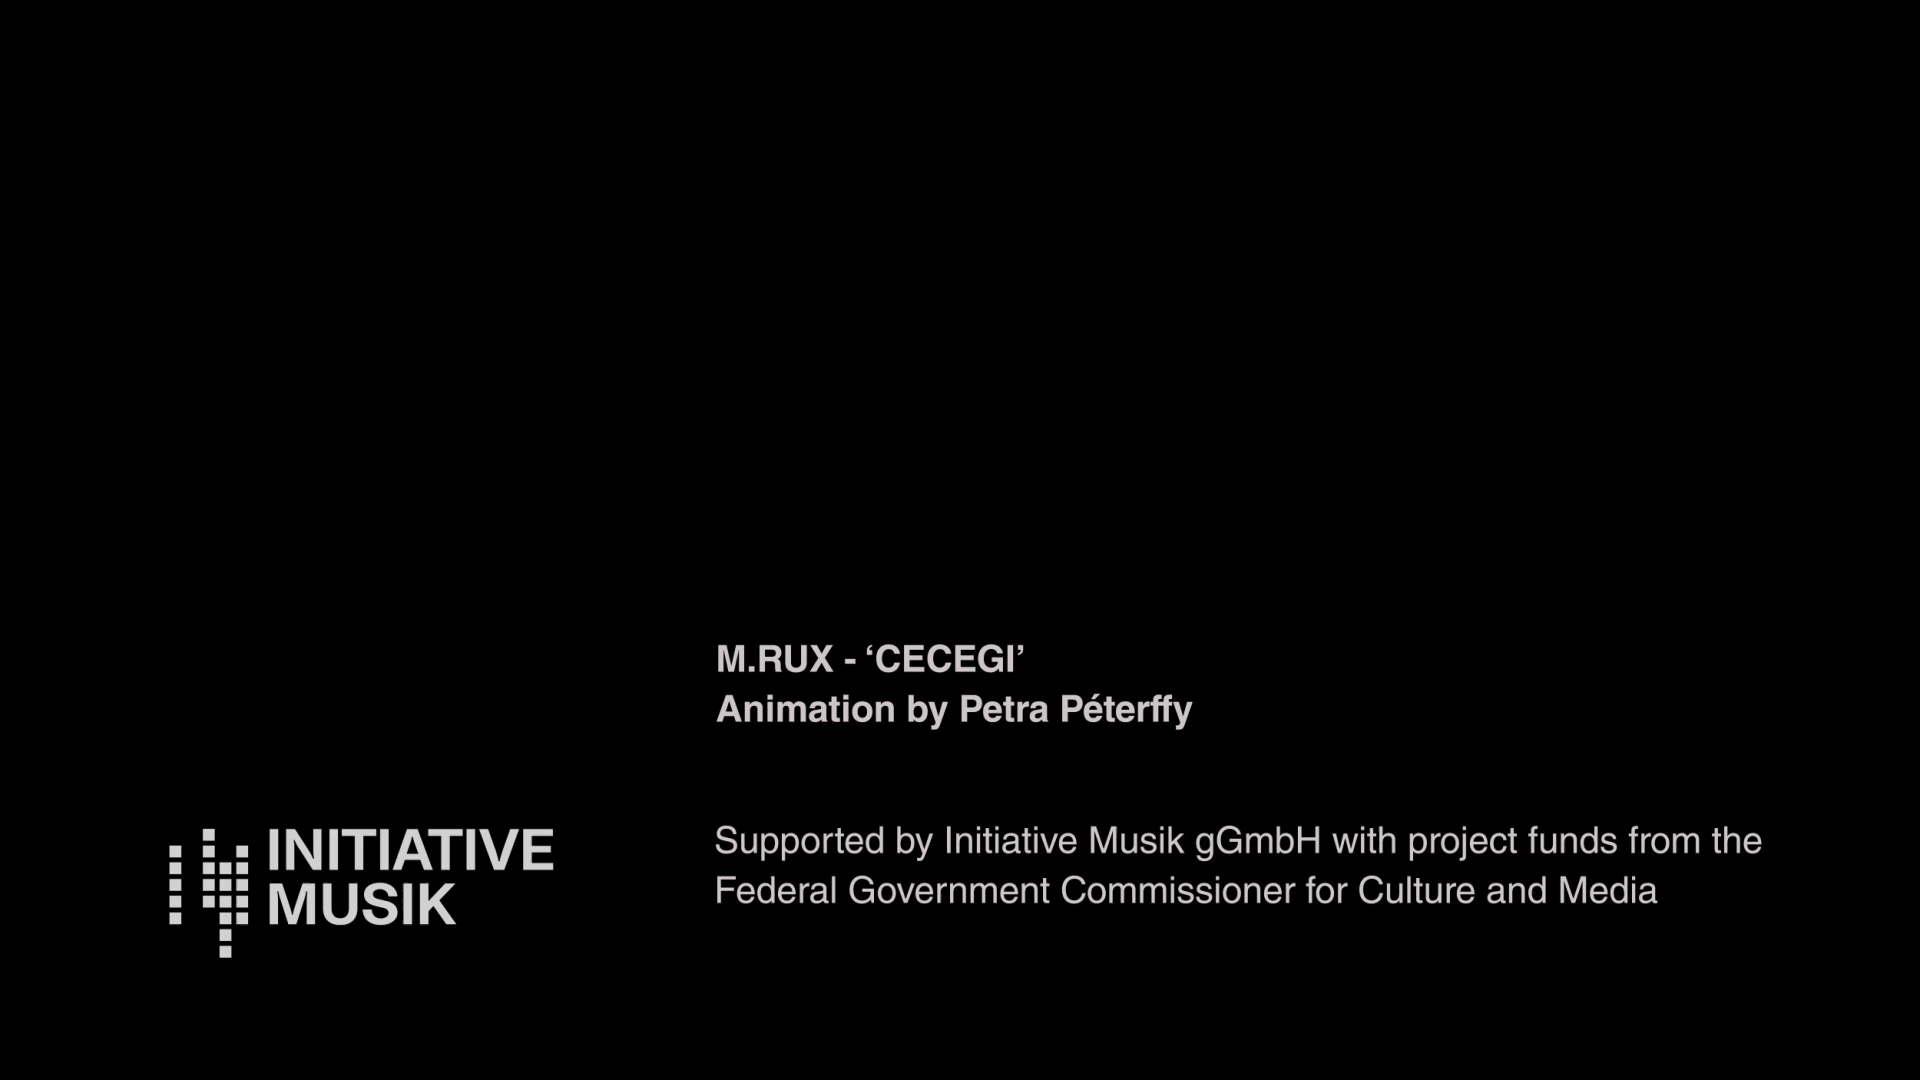 M.RUX - ‘CECEGI’
Animation by Petra Péterffy
INITIATIVE
MUSIK
Supported by Initiative Musik gGmbH with project funds from the
Federal Government Commissioner for Culture and Media